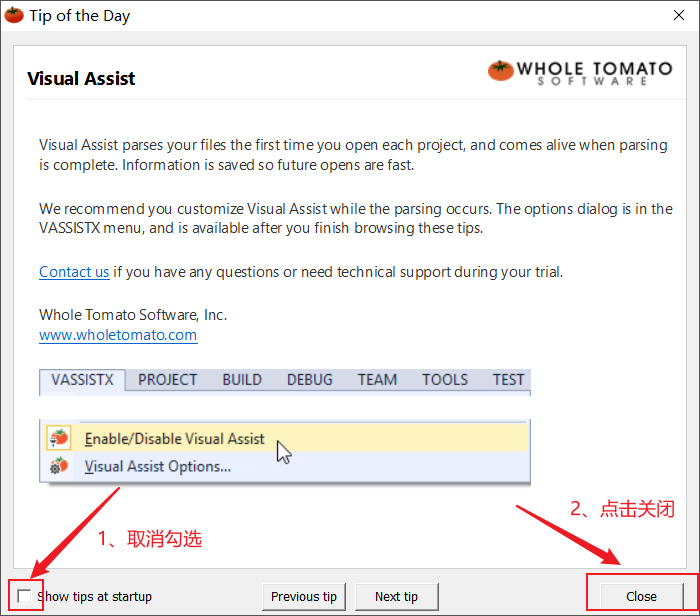 Tip of the Day
Visual Assist
WHOLE TOMATO
SOFTWARE
Visual Assist parses your files the first time you open each project, and comes alive when parsing
is complete. Information is saved so future opens are fast.
We recommend you customize Visual Assist while the parsing occurs. The options dialog is in the
VASSISTX menu, and is available after you finish browsing these tips.
Contact us if you have any questions or need technical support during your trial.
Whole Tomato Software, Inc.
www.wholetomato.com
VASSISTX PROJECT BUILD DEBUG TEAM TOOLS TEST
Enable/Disable Visual Assist
Visual Assist Options...
1、取消勾选
2、点击关闭
Show tips at startup
Previous tip
Next tip
Close